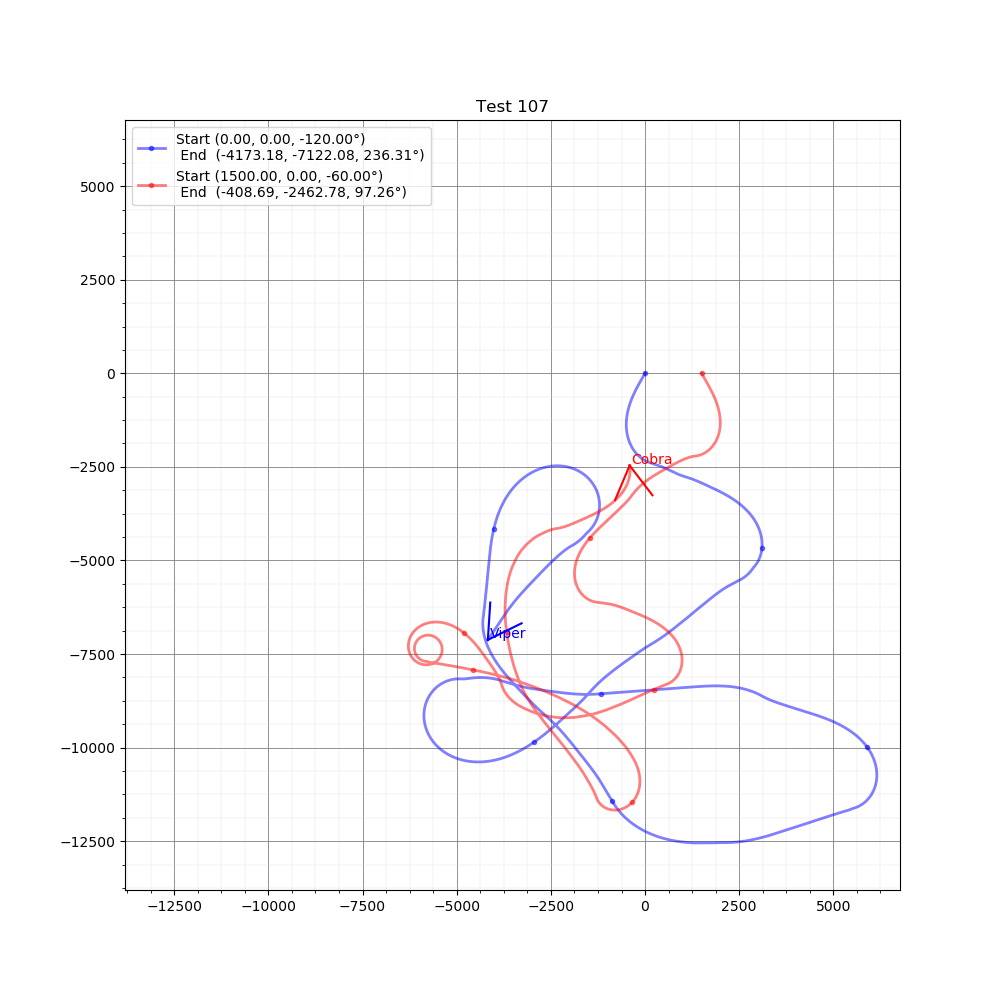 Test 107
Start (0.00, 0.00, -120.00°)
End (-4173.18, -7122.08, 236.31°)
Start (1500.00, 0.00, -60.00°)
End (-408.69, -2462.78, 97.26°)
5000
2500
0
−2500
−5000
−7500
−10000
−12500
Cobra
Viper
−12500 −10000 −7500 −5000 −2500 0 2500 5000